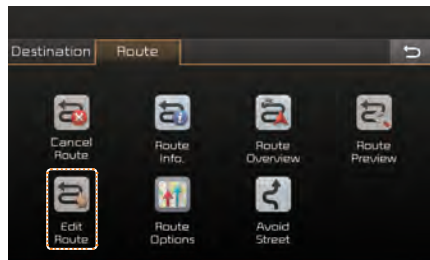 Destination Route
Cancel Route
Route Info.
Route Overview
Route Preview
Edit Route
Route Options
Avoid Street